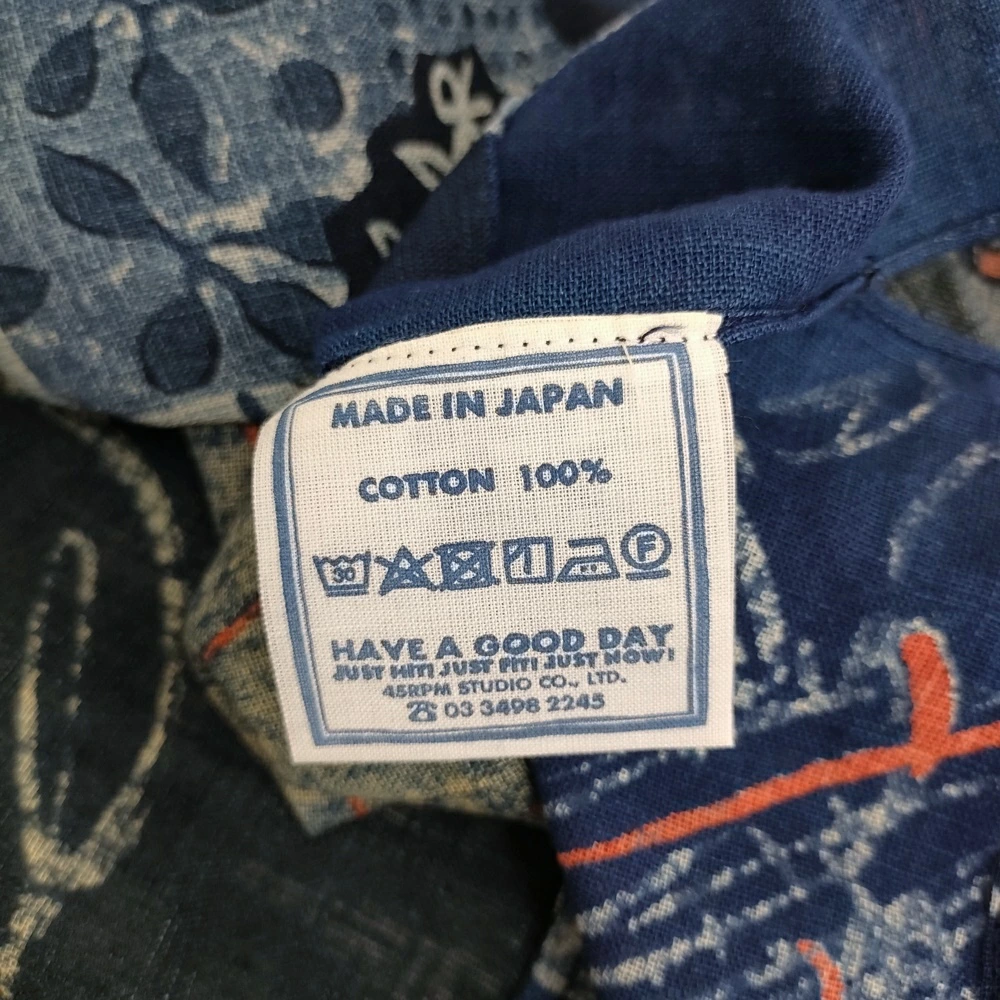 MADE IN JAPAN
COTTON 100%
30
F
HAVE A GOOD DAY
JUST HIT! JUST FIT! JUST NOW!
45RPM STUDIO CO., LTD.
☎ 03 3498 2245